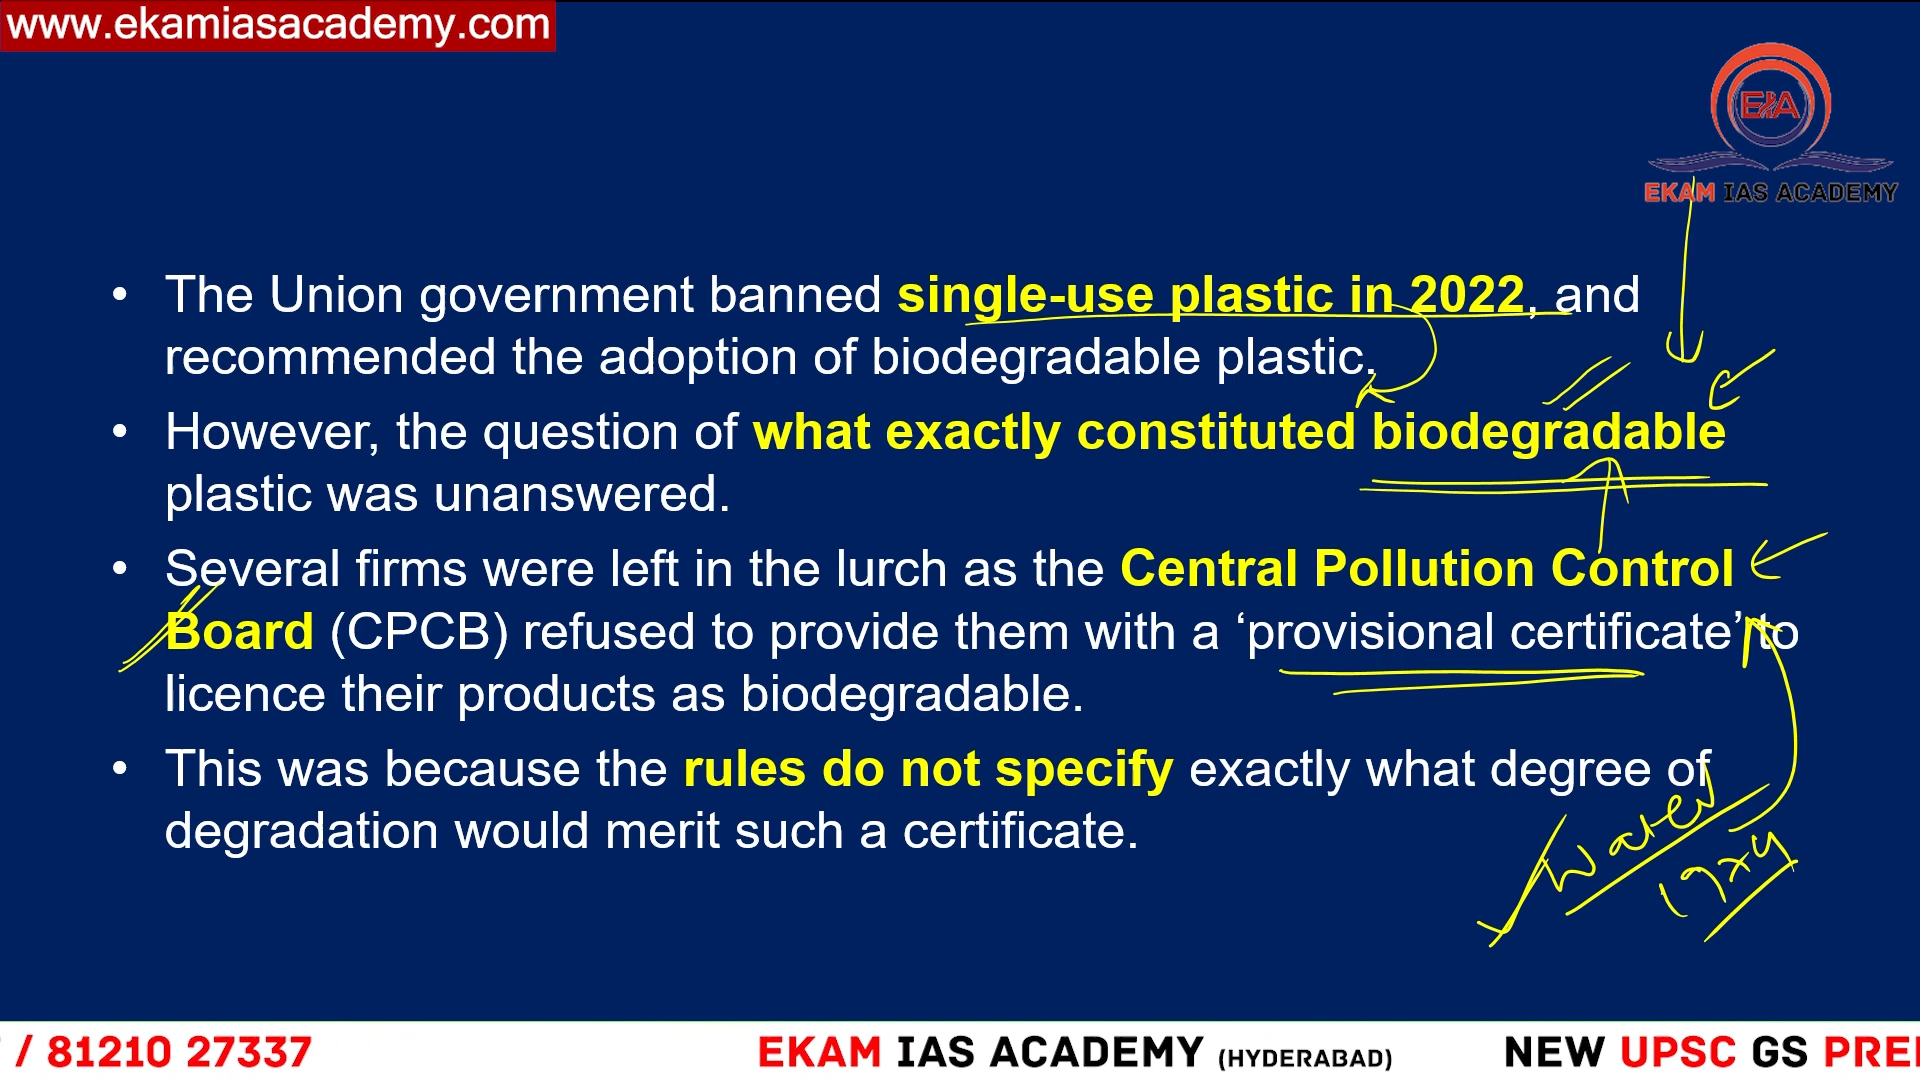 www.ekamiasacademy.com
EIA
EKAM IAS ACADEMY
• The Union government banned single-use plastic in 2022, and
recommended the adoption of biodegradable plastic.
• However, the question of what exactly constituted biodegradable
plastic was unanswered.
• Several firms were left in the lurch as the Central Pollution Control
Board (CPCB) refused to provide them with a ‘provisional certificate’ to
licence their products as biodegradable.
• This was because the rules do not specify exactly what degree of
degradation would merit such a certificate.
Water
1974
/ 81210 27337 EKAM IAS ACADEMY (HYDERABAD) NEW UPSC GS PREL